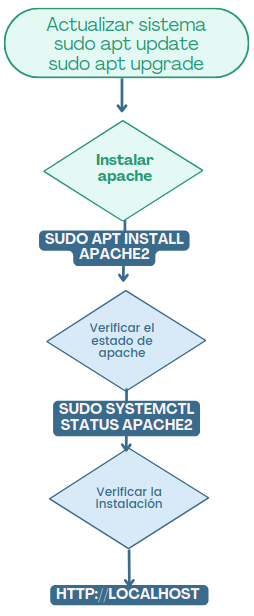 Actualizar sistema
sudo apt update
sudo apt upgrade
Instalar
apache
SUDO APT INSTALL
APACHE2
Verificar el
estado de
apache
SUDO SYSTEMCTL
STATUS APACHE2
Verificar la
instalación
HTTP://LOCALHOST